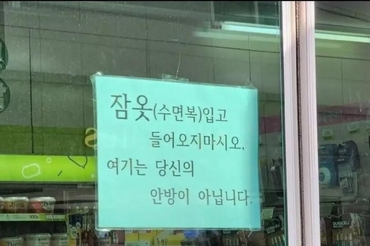 잠옷(수면복)입고
들어오지마시오.
여기는 당신의
안방이 아닙니다.